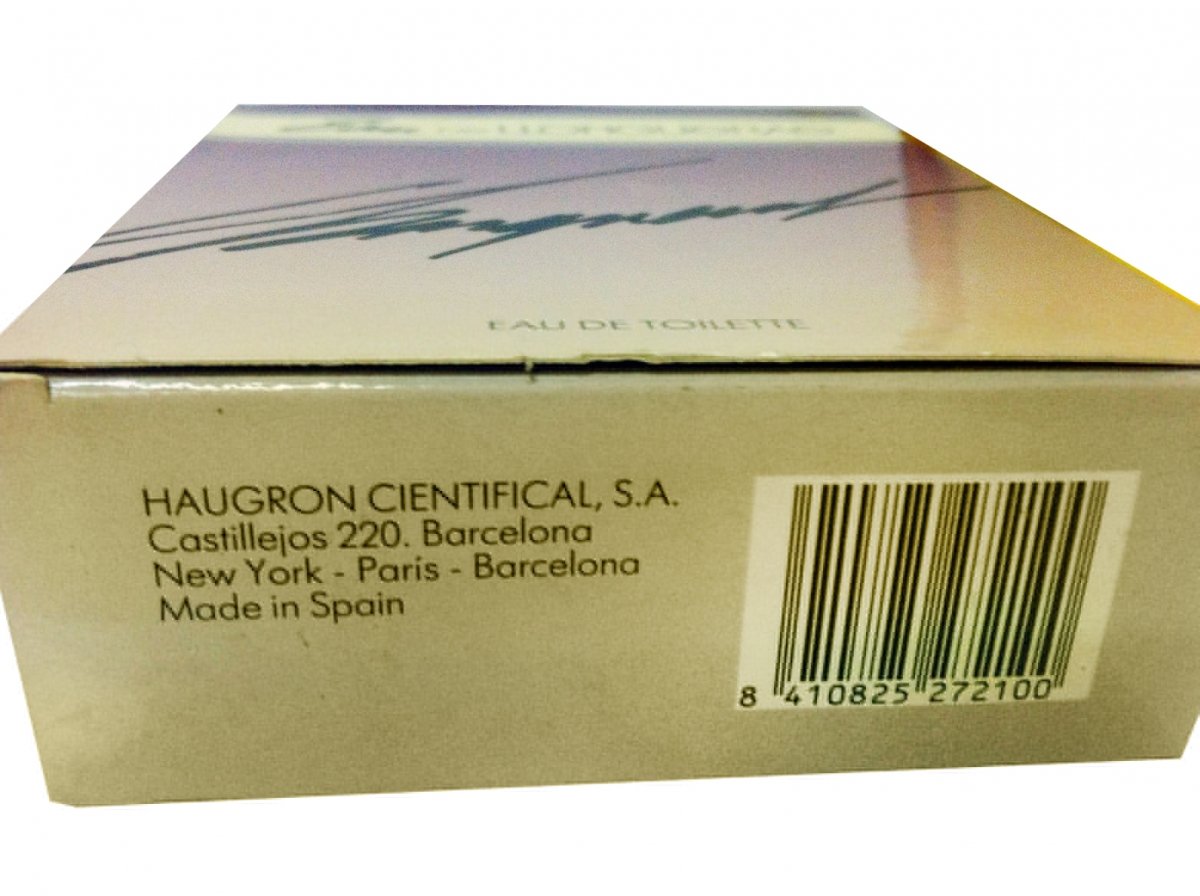 EAU DE TOILETTE
HAUGRON CIENTIFICAL, S.A.
Castillejos 220. Barcelona
New York - Paris - Barcelona
Made in Spain
8 410825 272100